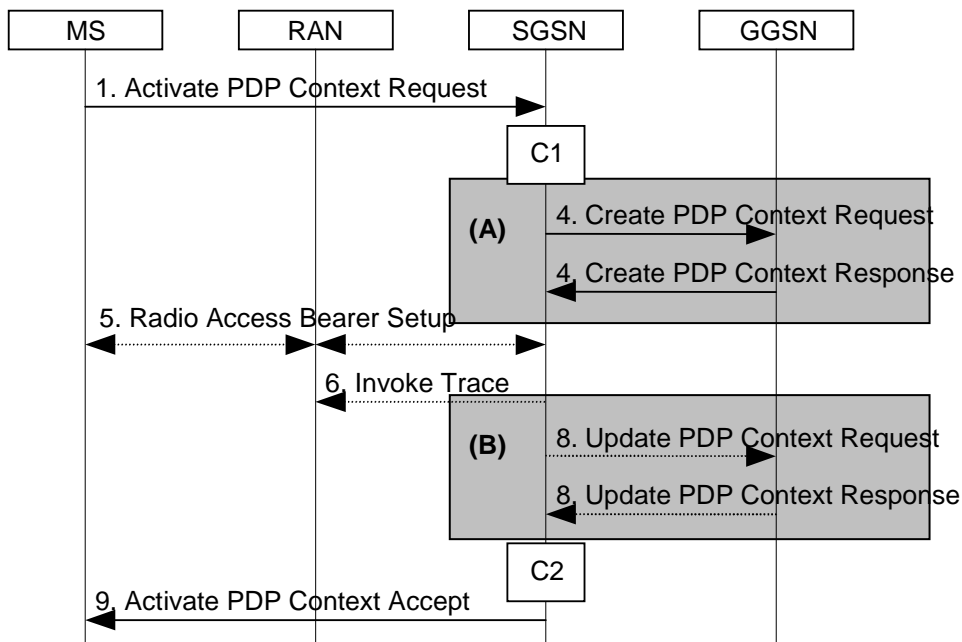 MS RAN SGSN GGSN
1. Activate PDP Context Request
C1
(A) 4. Create PDP Context Request
4. Create PDP Context Response
5. Radio Access Bearer Setup
6. Invoke Trace
(B) 8. Update PDP Context Request
8. Update PDP Context Response
C2
9. Activate PDP Context Accept